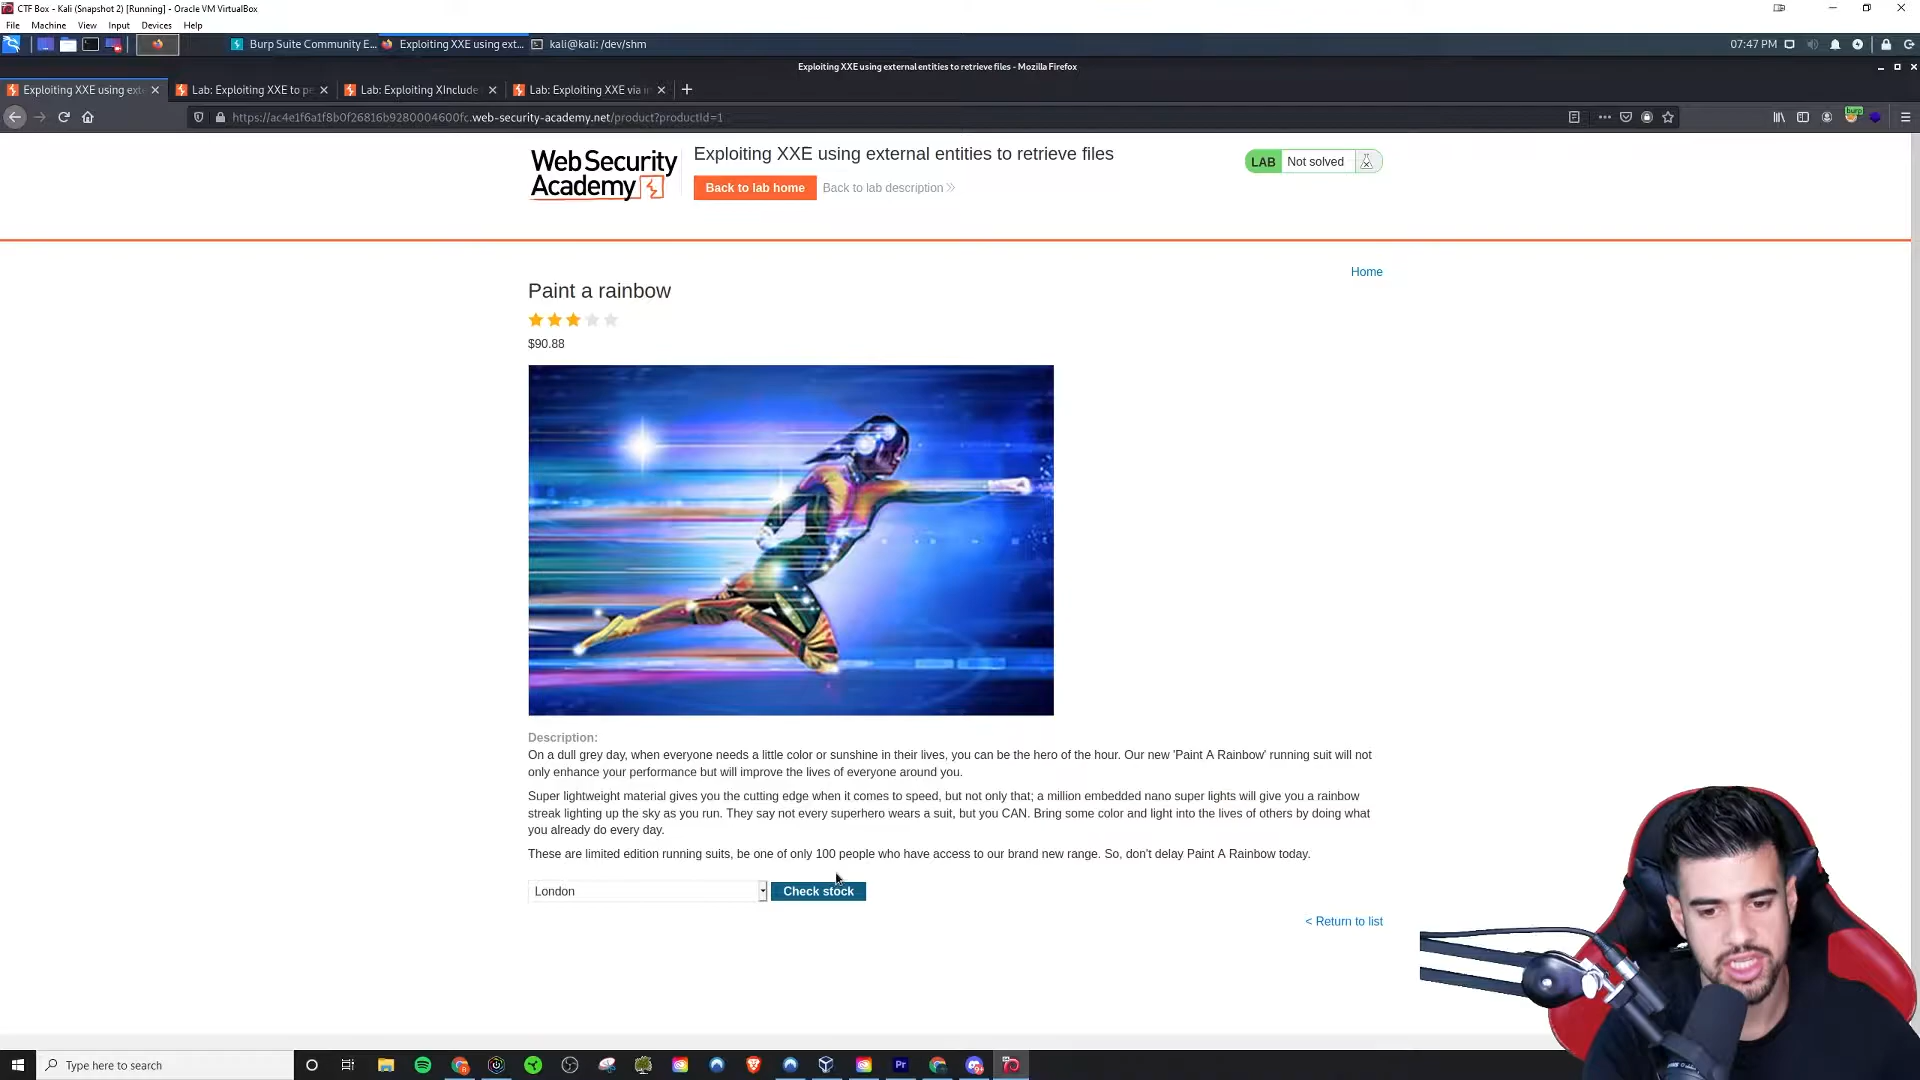 CTF Box - Kali (Snapshot 2) [Running] - Oracle VM VirtualBox
File Machine View Input Devices Help
Burp Suite Community E... Exploiting XXE using ext... kali@kali: /dev/shm 07:47 PM
Exploiting XXE using external entities to retrieve files - Mozilla Firefox
Exploiting XXE using ext Lab: Exploiting XXE to pe Lab: Exploiting XInclude Lab: Exploiting XXE via i
https://ac4e1f6a1f8b0f26816b9280004600fc.web-security-academy.net/product?productId=1
burp
Web Security
Academy
Exploiting XXE using external entities to retrieve files
Back to lab home Back to lab description
LAB Not solved
Home
Paint a rainbow
$90.88
Description:
On a dull grey day, when everyone needs a little color or sunshine in their lives, you can be the hero of the hour. Our new 'Paint A Rainbow' running suit will not
only enhance your performance but will improve the lives of everyone around you.
Super lightweight material gives you the cutting edge when it comes to speed, but not only that; a million embedded nano super lights will give you a rainbow
streak lighting up the sky as you run. They say not every superhero wears a suit, but you CAN. Bring some color and light into the lives of others by doing what
you already do every day.
These are limited edition running suits, be one of only 100 people who have access to our brand new range. So, don't delay Paint A Rainbow today.
London Check stock
< Return to list
Type here to search
Pr